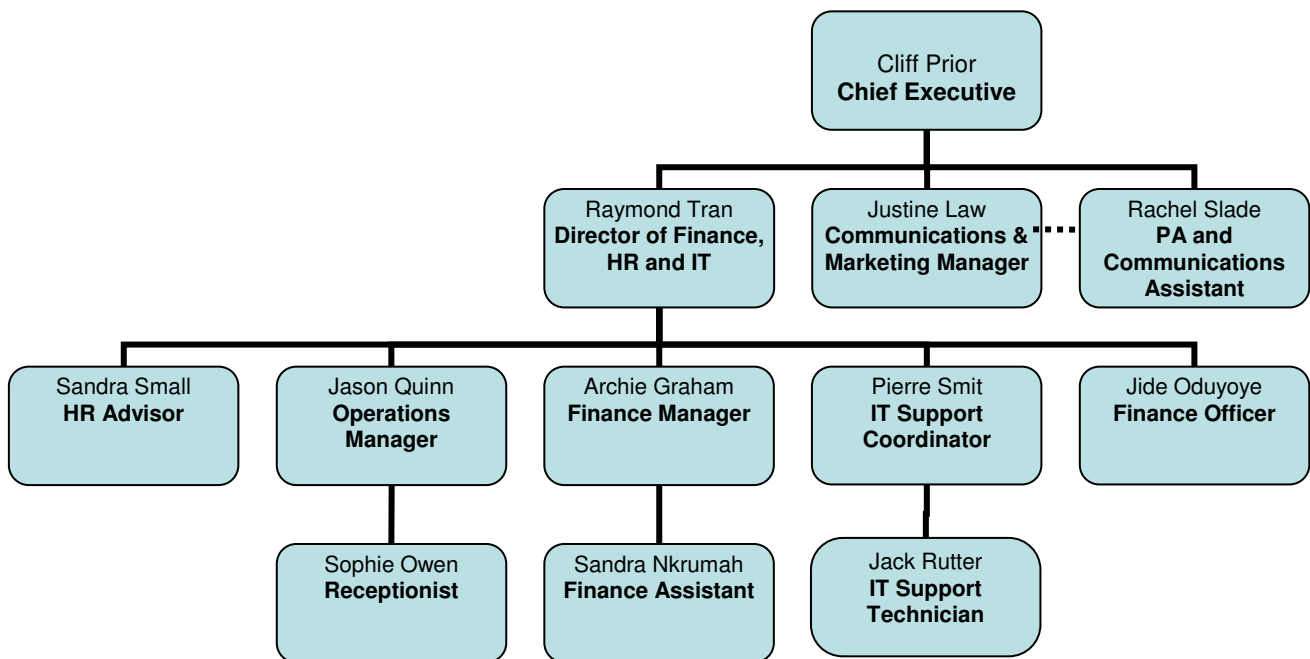 Cliff Prior
Chief Executive
Raymond Tran
Director of Finance,
HR and IT
Justine Law
Communications &
Marketing Manager
Rachel Slade
PA and
Communications
Assistant
Sandra Small
HR Advisor
Jason Quinn
Operations
Manager
Archie Graham
Finance Manager
Pierre Smit
IT Support
Coordinator
Jide Oduyoye
Finance Officer
Sophie Owen
Receptionist
Sandra Nkrumah
Finance Assistant
Jack Rutter
IT Support
Technician